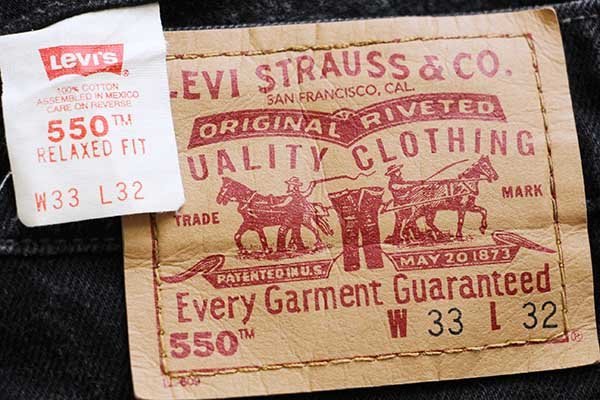 Levi's
100% COTTON
ASSEMBLED IN MEXICO
CARE ON REVERSE
550™
RELAXED FIT
W33 L32
LEVI STRAUSS & CO.
SAN FRANCISCO, CAL.
ORIGINAL RIVETED
UALITY CLOTHING
TRADE MARK
PATENTED IN U.S. MAY 20 1873
Every Garment Guaranteed
550™ W 33 L 32
®